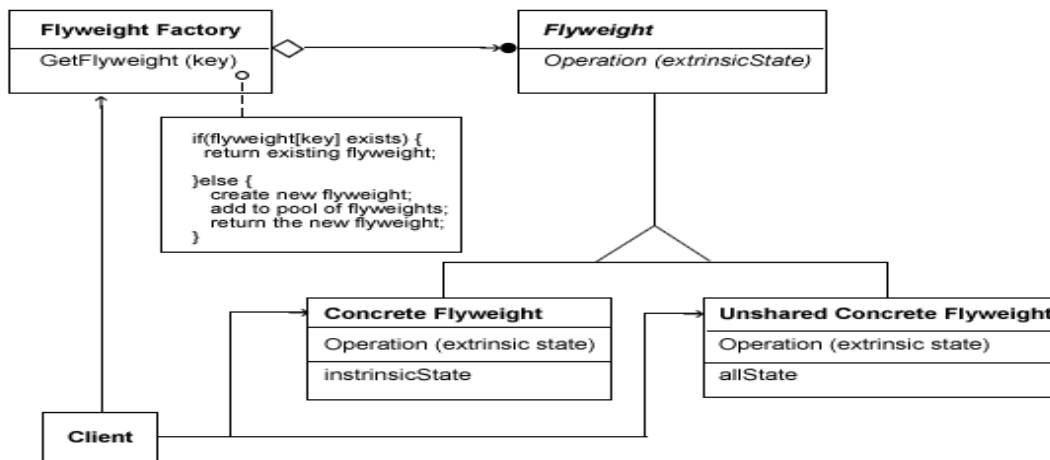 Flyweight Factory
GetFlyweight (key)
Flyweight
Operation (extrinsicState)
if(flyweight[key] exists) {
return existing flyweight;
}else {
create new flyweight;
add to pool of flyweights;
return the new flyweight;
}
Concrete Flyweight
Operation (extrinsic state)
instrinsicState
Unshared Concrete Flyweight
Operation (extrinsic state)
allState
Client